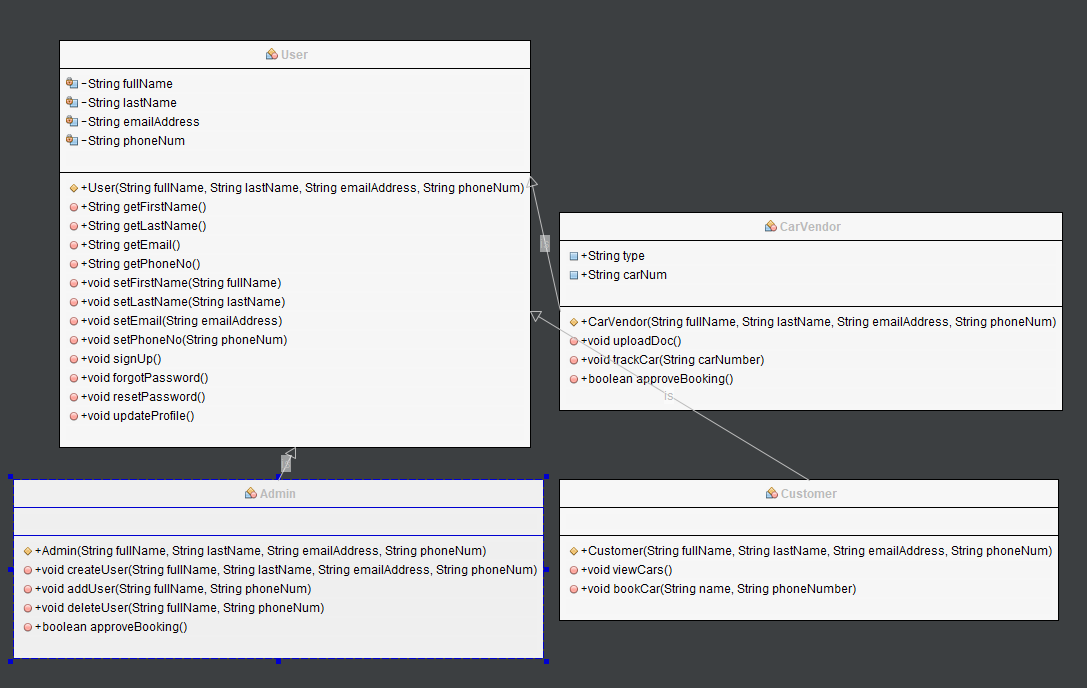 User
-String fullName
-String lastName
-String emailAddress
-String phoneNum
+User(String fullName, String lastName, String emailAddress, String phoneNum)
+String getFirstName()
+String getLastName()
+String getEmail()
+String getPhoneNo()
+void setFirstName(String fullName)
+void setLastName(String lastName)
+void setEmail(String emailAddress)
+void setPhoneNo(String phoneNum)
+void signUp()
+void forgotPassword()
+void resetPassword()
+void updateProfile()
CarVendor
+String type
+String carNum
+CarVendor(String fullName, String lastName, String emailAddress, String phoneNum)
+void uploadDoc()
+void trackCar(String carNumber)
+boolean approveBooking()
is
Admin
+Admin(String fullName, String lastName, String emailAddress, String phoneNum)
+void createUser(String fullName, String lastName, String emailAddress, String phoneNum)
+void addUser(String fullName, String phoneNum)
+void deleteUser(String fullName, String phoneNum)
+boolean approveBooking()
Customer
+Customer(String fullName, String lastName, String emailAddress, String phoneNum)
+void viewCars()
+void bookCar(String name, String phoneNumber)